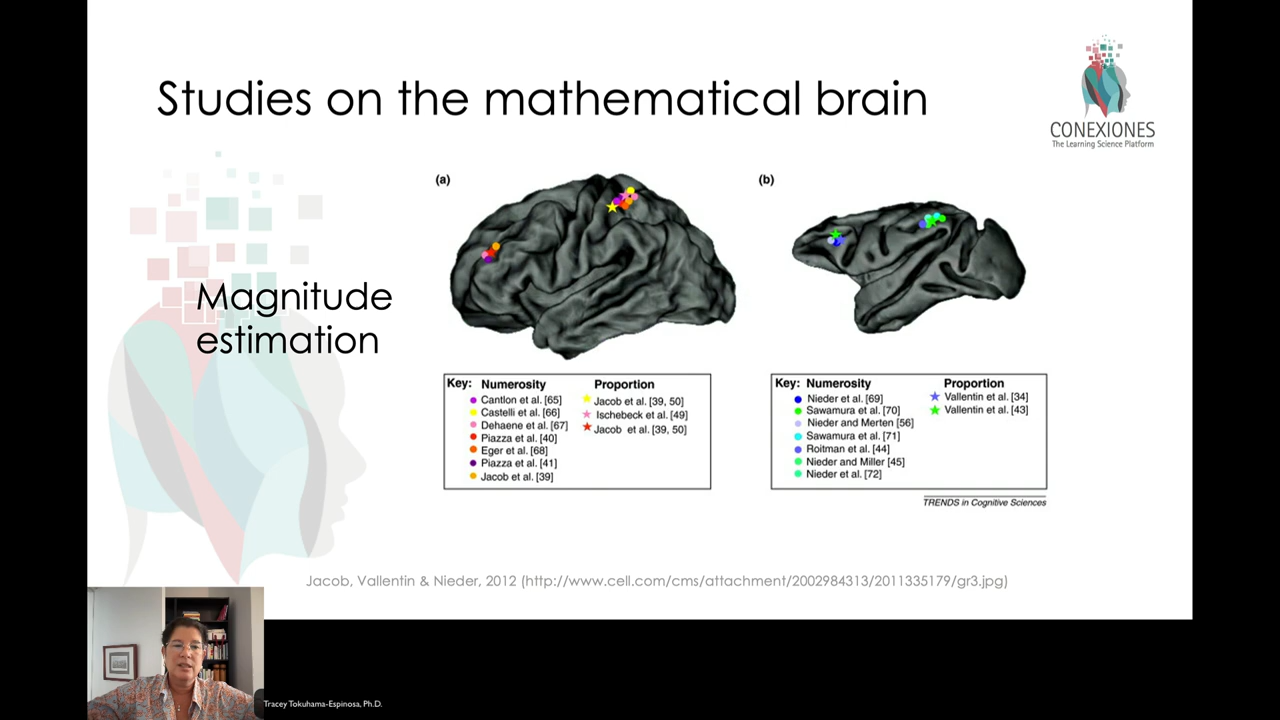 Studies on the mathematical brain
CONEXIONES
The Learning Science Platform
Magnitude
estimation
(a)
(b)
Key: Numerosity Proportion
Cantlon et al. [65]
Castelli et al. [66]
Dehaene et al. [67]
Piazza et al. [40]
Eger et al. [68]
Piazza et al. [41]
Jacob et al. [39]
Jacob et al. [39, 50]
Ischebeck et al. [49]
Jacob et al. [39, 50]
Key: Numerosity Proportion
Nieder et al. [69]
Sawamura et al. [70]
Nieder and Merten [56]
Sawamura et al. [71]
Roitman et al. [44]
Nieder and Miller [45]
Nieder et al. [72]
Vallentin et al. [34]
Vallentin et al. [43]
TRENDS in Cognitive Sciences
Jacob, Vallentin & Nieder, 2012 (http://www.cell.com/cms/attachment/2002984313/2011335179/gr3.jpg)
Tracey Tokuhama-Espinosa, Ph.D.